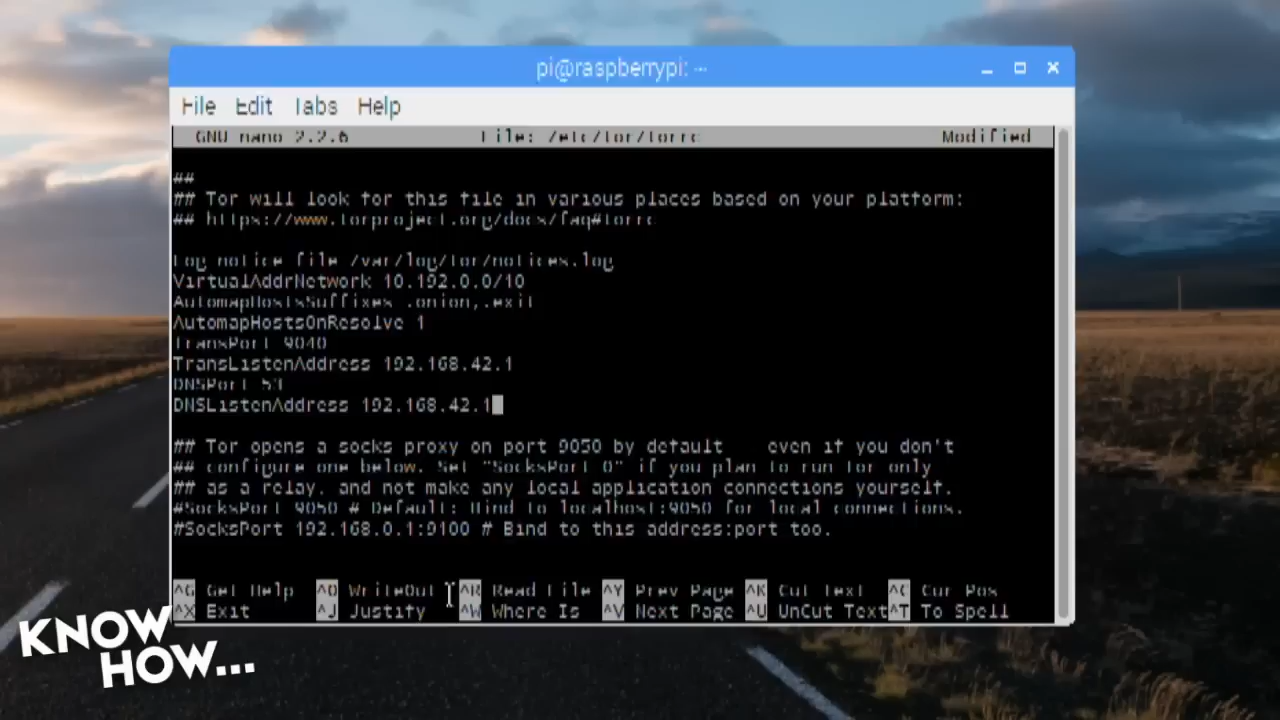 pi@raspberrypi: ~
File Edit Tabs Help
GNU nano 2.2.6 File: /etc/tor/torrc Modified
##
## Tor will look for this file in various places based on your platform:
## https://www.torproject.org/docs/faq#torrc
Log notice file /var/log/tor/notices.log
VirtualAddrNetwork 10.192.0.0/10
AutomapHostsSuffixes .onion,.exit
AutomapHostsOnResolve 1
TransPort 9040
TransListenAddress 192.168.42.1
DNSPort 53
DNSListenAddress 192.168.42.1
## Tor opens a socks proxy on port 9050 by default even if you don't
## configure one below. Set "SocksPort 0" if you plan to run Tor only
## as a relay, and not make any local application connections yourself.
#SocksPort 9050 # Default: Bind to localhost:9050 for local connections.
#SocksPort 192.168.0.1:9100 # Bind to this address:port too.
^G Get Help ^O WriteOut ^R Read File ^Y Prev Page ^K Cut Text ^C Cur Pos
^X Exit ^J Justify ^W Where Is ^V Next Page ^U UnCut Text ^T To Spell
KNOW
HOW...